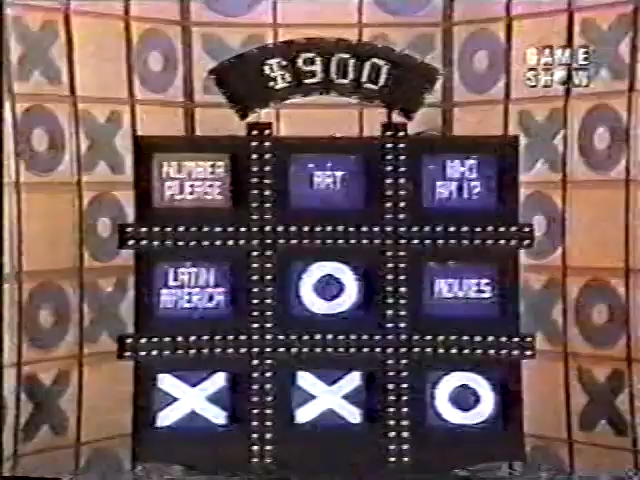 $900
GAME
SHOW
NUMBER
PLEASE
ART
WHO
AM I?
LATIN
AMERICA
O
MOVIES
X
X
O